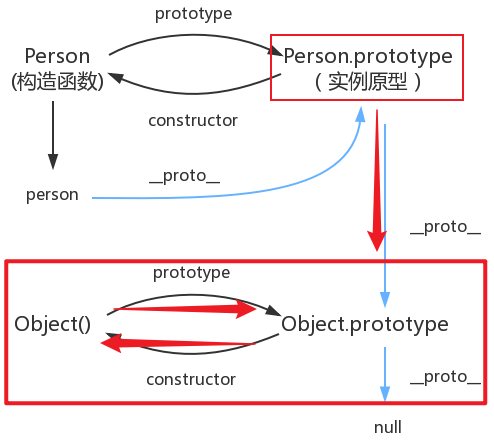 prototype
Person
(构造函数)
Person.prototype
（实例原型）
constructor
__proto__
person
__proto__
prototype
Object()
Object.prototype
constructor
__proto__
null